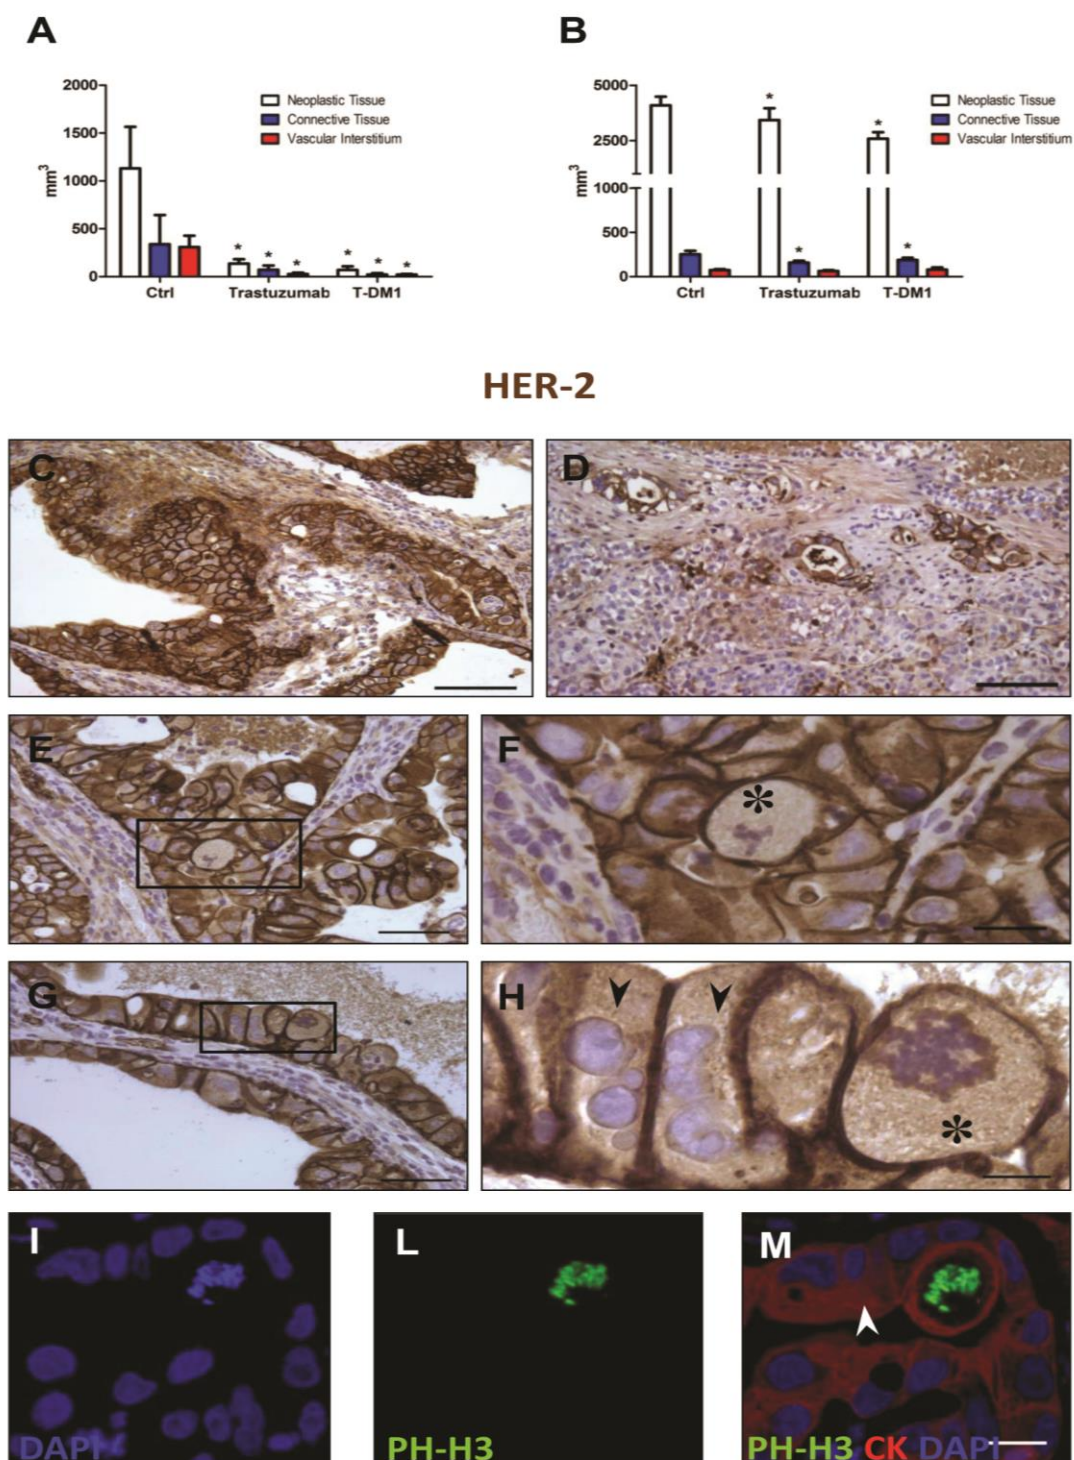 A
B
2000
1500
1000
500
0
mm3
Neoplastic Tissue
Connective Tissue
Vascular Interstitium
* * *
* * *
Ctrl Trastuzumab T-DM1
5000
2500
1000
500
0
mm3
Neoplastic Tissue
Connective Tissue
Vascular Interstitium
* *
* *
Ctrl Trastuzumab T-DM1
HER-2
C
D
E
F
*
G
H
*
I
DAPI
L
PH-H3
M
PH-H3 CK DAPI